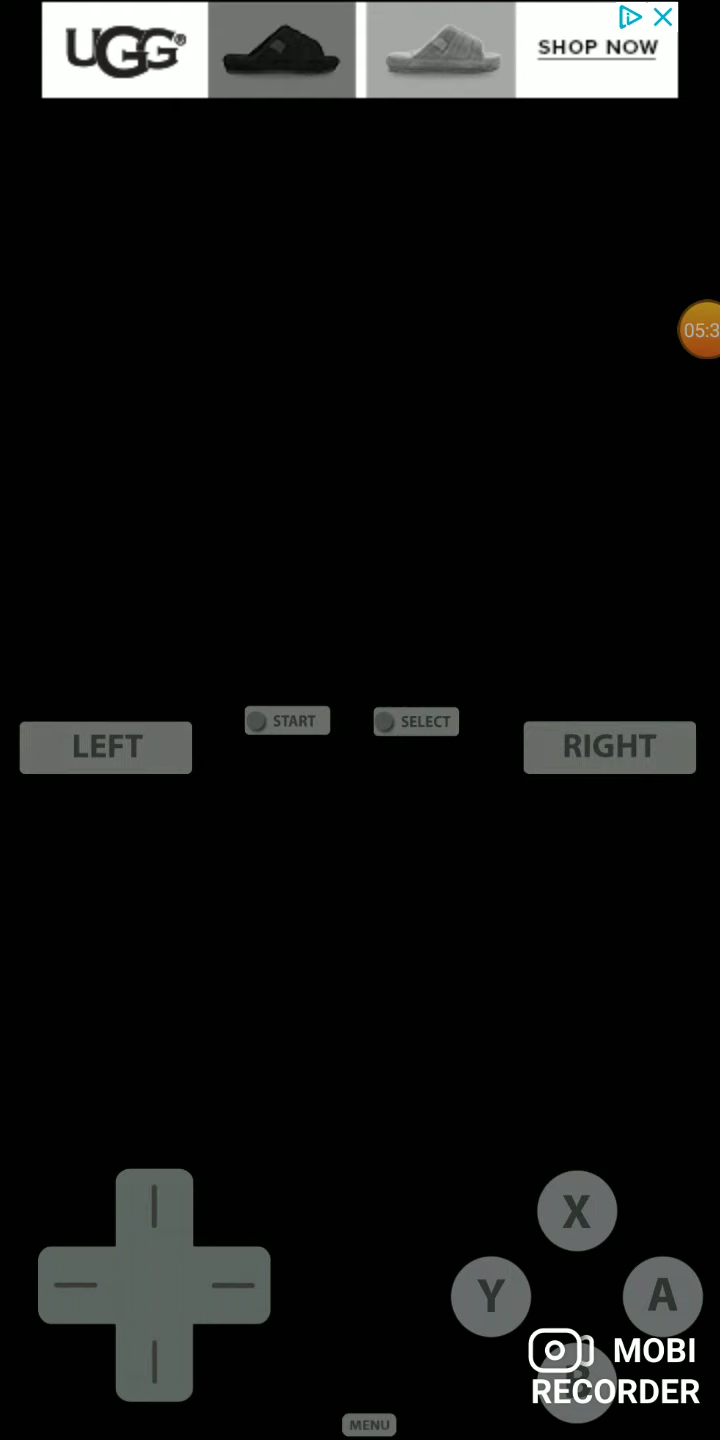 UGG®
SHOP NOW
05:3
START
SELECT
LEFT
RIGHT
X
Y
A
B
MOBI
RECORDER
MENU